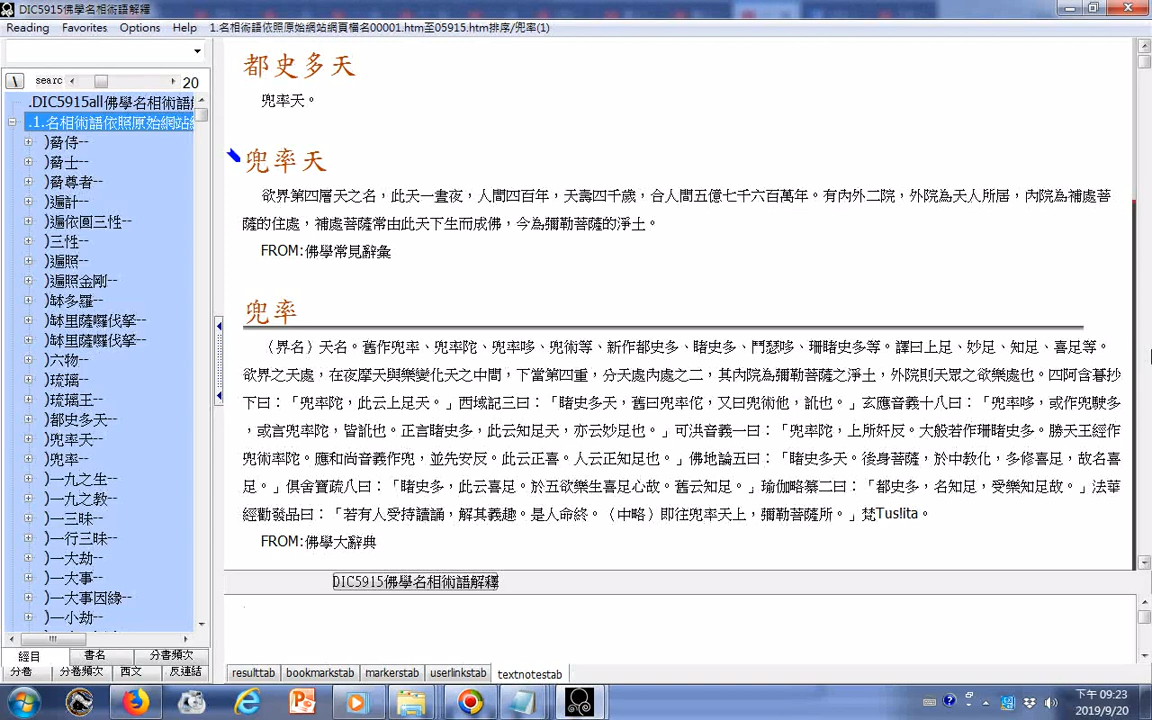 DIC5915佛學名相術語解釋
Reading Favorites Options Help 1.名相術語依照原始網站網頁檔名00001.htm至05915.htm排序/兜率(1)
\ searc 20
.DIC5915all佛學名相術語
.1.名相術語依照原始網站
)脅侍--
)脅士--
)脅尊者--
)遍計--
)遍依圓三性--
)三性--
)遍照--
)遍照金剛--
)缽多羅--
)缽里薩囉伐拏--
)缽里薩囉伐拏--
)六物--
)琉璃--
)琉璃王--
)都史多天--
)兜率天--
)兜率--
)一九之生--
)一九之教--
)一三昧--
)一行三昧--
)一大劫--
)一大事--
)一大事因緣--
)一小劫--
經目 書名 分書頻次
分卷 分卷頻次 西文 反連結
都史多天
兜率天。
兜率天
欲界第四層天之名，此天一晝夜，人間四百年，天壽四千歲，合人間五億七千六百萬年。有內外二院，外院為天人所居，內院為補處菩
薩的住處，補處菩薩常由此天下生而成佛，今為彌勒菩薩的淨土。
FROM:佛學常見辭彙
兜率
〈界名〉天名。舊作兜率、兜率陀、兜率哆、兜術等、新作都史多、睹史多、鬥瑟哆、珊睹史多等。譯曰上足、妙足、知足、喜足等。
欲界之天處，在夜摩天與樂變化天之中間，下當第四重，分天處內處之二，其內院為彌勒菩薩之淨土，外院則天眾之欲樂處也。四阿含暮抄
下曰：「兜率陀，此云上足天。」西域記三曰：「睹史多天，舊曰兜率佗，又曰兜術他，訛也。」玄應音義十八曰：「兜率哆，或作兜駛多
，或言兜率陀，皆訛也。正言睹史多，此云知足天，亦云妙足也。」可洪音義一曰：「兜率陀，上所奸反。大般若作珊睹史多。勝天王經作
兜術率陀。應和尚音義作兜，並先安反。此云正喜。人云正知足也。」佛地論五曰：「睹史多天。後身菩薩，於中教化，多修喜足，故名喜
足。」俱舍寶疏八曰：「睹史多，此云喜足。於五欲樂生喜足心故。舊云知足。」瑜伽略纂二曰：「都史多，名知足，受樂知足故。」法華
經勸發品曰：「若有人受持讀誦，解其義趣。是人命終。〈中略〉即往兜率天上，彌勒菩薩所。」梵Tus!ita。
FROM:佛學大辭典
DIC5915佛學名相術語解釋
resulttab bookmarkstab markerstab userlinkstab textnotestab
下午 09:23
2019/9/20